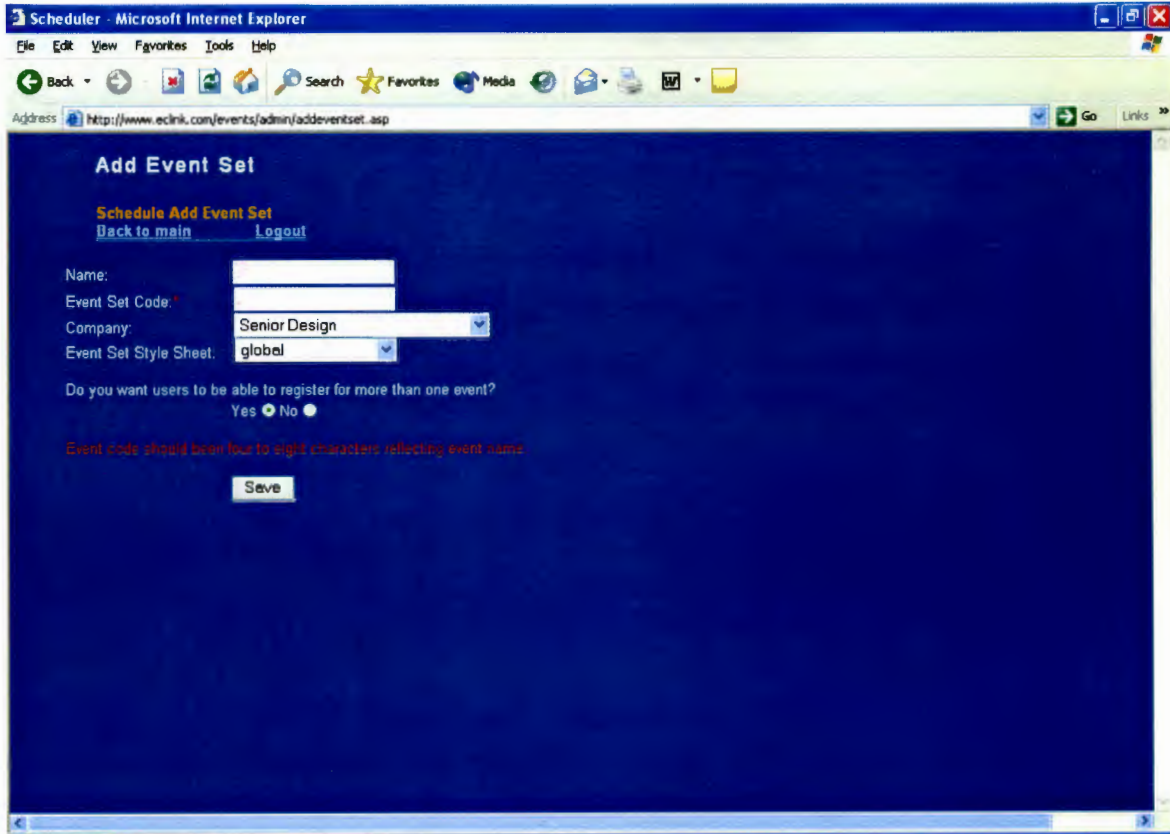 Scheduler - Microsoft Internet Explorer
File Edit View Favorites Tools Help
Back Search Favorites Media W
Address http://www.eclink.com/events/admin/addeventset.asp Go Links »
Add Event Set
Schedule Add Event Set
Back to main Logout
Name:
Event Set Code:*
Company: Senior Design
Event Set Style Sheet: global
Do you want users to be able to register for more than one event?
Yes No
Event code should been four to eight characters reflecting event name
Save